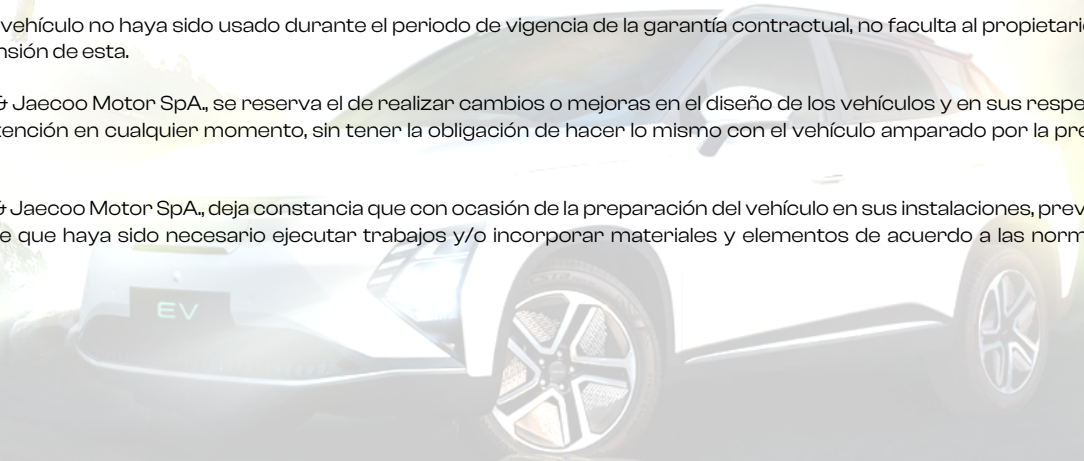 vehículo no haya sido usado durante el periodo de vigencia de la garantía contractual, no faculta al propietari
nsión de esta.
& Jaecoo Motor SpA., se reserva el de realizar cambios o mejoras en el diseño de los vehículos y en sus respe
tención en cualquier momento, sin tener la obligación de hacer lo mismo con el vehículo amparado por la pre
& Jaecoo Motor SpA., deja constancia que con ocasión de la preparación del vehículo en sus instalaciones, prev
e que haya sido necesario ejecutar trabajos y/o incorporar materiales y elementos de acuerdo a las norm
EV